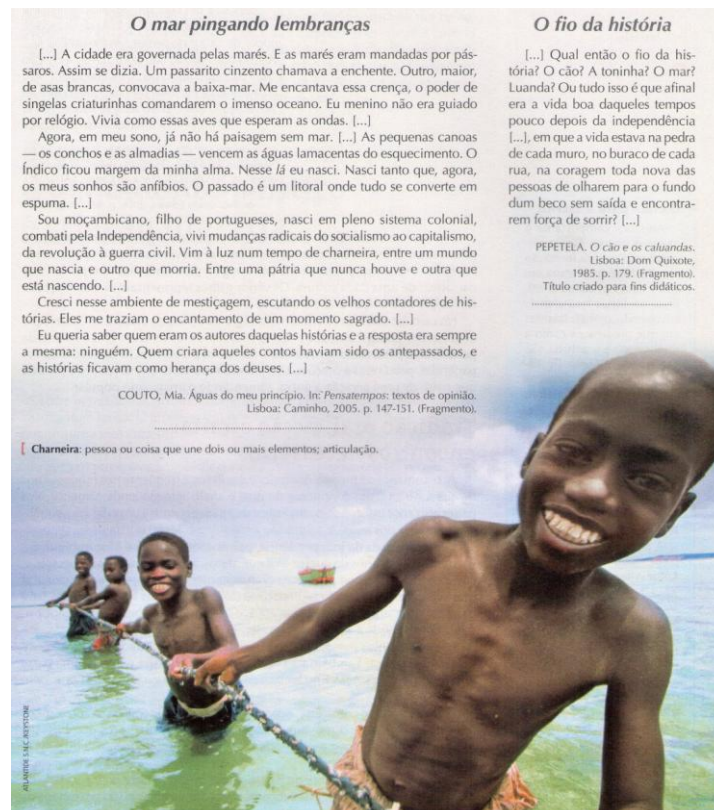 O mar pingando lembranças
[...] A cidade era governada pelas marés. E as marés eram mandadas por pás-
saros. Assim se dizia. Um passarito cinzento chamava a enchente. Outro, maior,
de asas brancas, convocava a baixa-mar. Me encantava essa crença, o poder de
singelas criaturinhas comandarem o imenso oceano. Eu menino não era guiado
por relógio. Vivia como essas aves que esperam as ondas. [...]
Agora, em meu sono, já não há paisagem sem mar. [...] As pequenas canoas
— os conchos e as almadias — vencem as águas lamacentas do esquecimento. O
Índico ficou margem da minha alma. Nesse lá eu nasci. Nasci tanto que, agora,
os meus sonhos são anfíbios. O passado é um litoral onde tudo se converte em
espuma. [...]
Sou moçambicano, filho de portugueses, nasci em pleno sistema colonial,
combati pela Independência, vivi mudanças radicais do socialismo ao capitalismo,
da revolução à guerra civil. Vim à luz num tempo de charneira, entre um mundo
que nascia e outro que morria. Entre uma pátria que nunca houve e outra que
está nascendo. [...]
Cresci nesse ambiente de mestiçagem, escutando os velhos contadores de his-
tórias. Eles me traziam o encantamento de um momento sagrado. [...]
Eu queria saber quem eram os autores daquelas histórias e a resposta era sempre
a mesma: ninguém. Quem criara aqueles contos haviam sido os antepassados, e
as histórias ficavam como herança dos deuses. [...]
COUTO, Mia. Águas do meu princípio. In: Pensatempos: textos de opinião.
Lisboa: Caminho, 2005. p. 147-151. (Fragmento).
Charneira: pessoa ou coisa que une dois ou mais elementos; articulação.
O fio da história
[...] Qual então o fio da his-
tória? O cão? A toninha? O mar?
Luanda? Ou tudo isso é que afinal
era a vida boa daqueles tempos
pouco depois da independência
[...], em que a vida estava na pedra
de cada muro, no buraco de cada
rua, na coragem toda nova das
pessoas de olharem para o fundo
dum beco sem saída e encontra-
rem força de sorrir? [...]
PEPETELA. O cão e os caluandas.
Lisboa: Dom Quixote,
1985. p. 179. (Fragmento).
Título criado para fins didáticos.
ATLANTIDE S.N.C./KEYSTONE